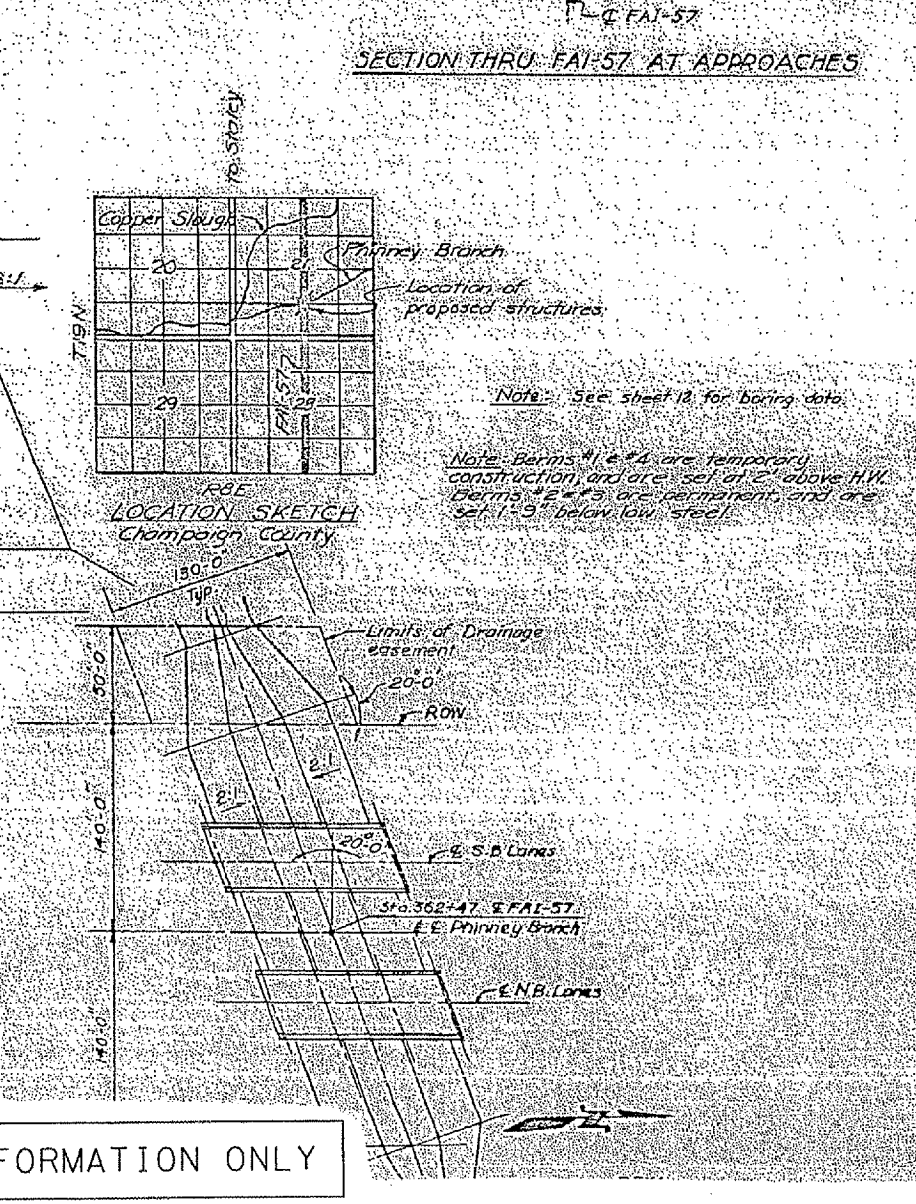 ℄ FAI-57
SECTION THRU FAI-57 AT APPROACHES
To Staley
Copper Slough
Phinney Branch
20
21
Location of
proposed structures
T19N
FAI-57
29
28
R8E
LOCATION SKETCH
Champaign County
Note: See sheet 12 for boring data.
Note: Berms #1 & #4 are temporary
construction, and are set at 2' above H.W.
Berms #2 & #3 are permanent, and are
set 1'-9" below low steel.
130'-0"
Typ.
Limits of Drainage
easement
50'-0"
20'-0"
ROW
2:1
2:1
140'-0"
20°-0'
℄ S.B. Lanes
Sta. 362+47 ℄ FAI-57
& ℄ Phinney Branch
℄ N.B. Lanes
140'-0"
FORMATION ONLY